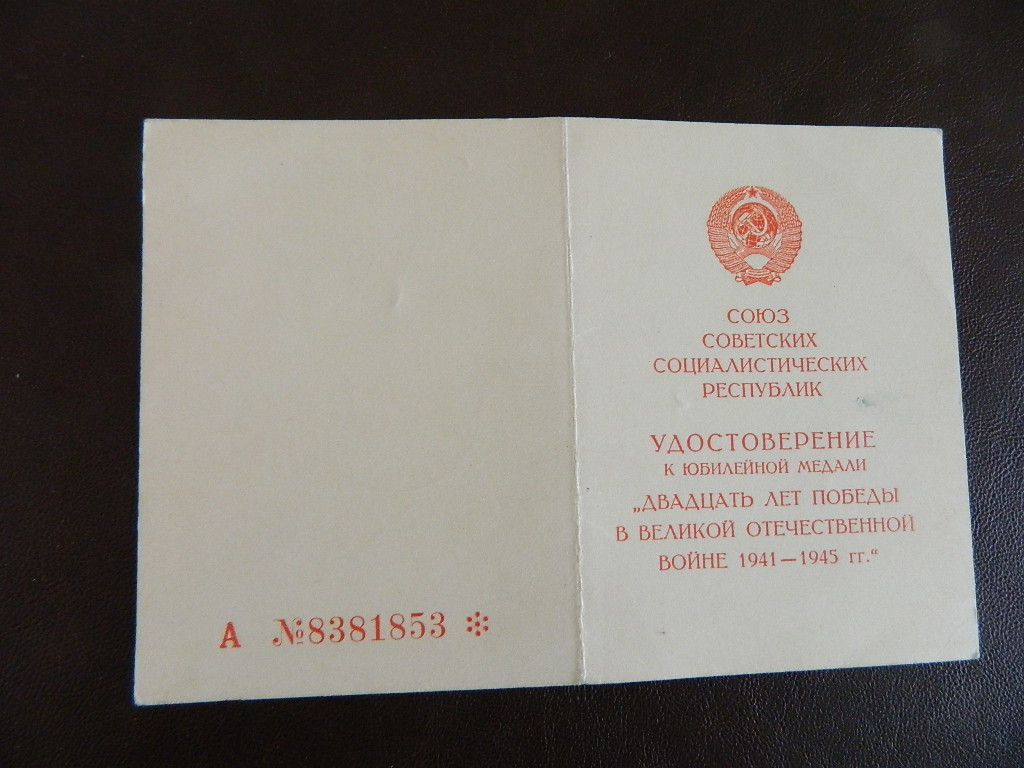 А №8381853
СОЮЗ
СОВЕТСКИХ
СОЦИАЛИСТИЧЕСКИХ
РЕСПУБЛИК
УДОСТОВЕРЕНИЕ
К ЮБИЛЕЙНОЙ МЕДАЛИ
„ДВАДЦАТЬ ЛЕТ ПОБЕДЫ
В ВЕЛИКОЙ ОТЕЧЕСТВЕННОЙ
ВОЙНЕ 1941—1945 гг.“